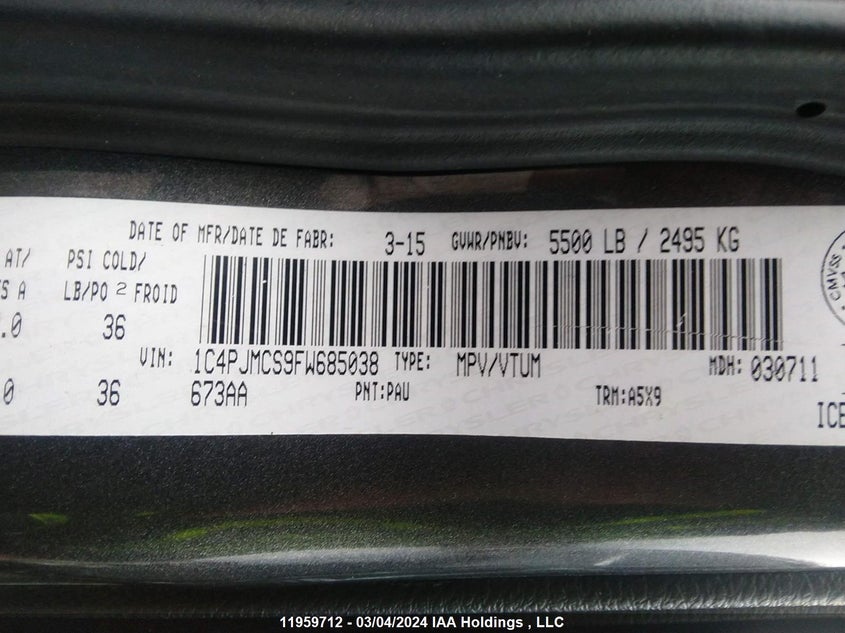 DATE OF MFR/DATE DE FABR: 3-15 GVWR/PNBV: 5500 LB / 2495 KG
AT/ PSI COLD/
S A LB/PO 2 FROID
.0 36
VIN: 1C4PJMCS9FW685038 TYPE: MPV/VTUM MDH: 030711
0 36 673AA PNT:PAU TRM:A5X9
ICE
CMVSS
CHRYSLER
11959712 - 03/04/2024 IAA Holdings , LLC